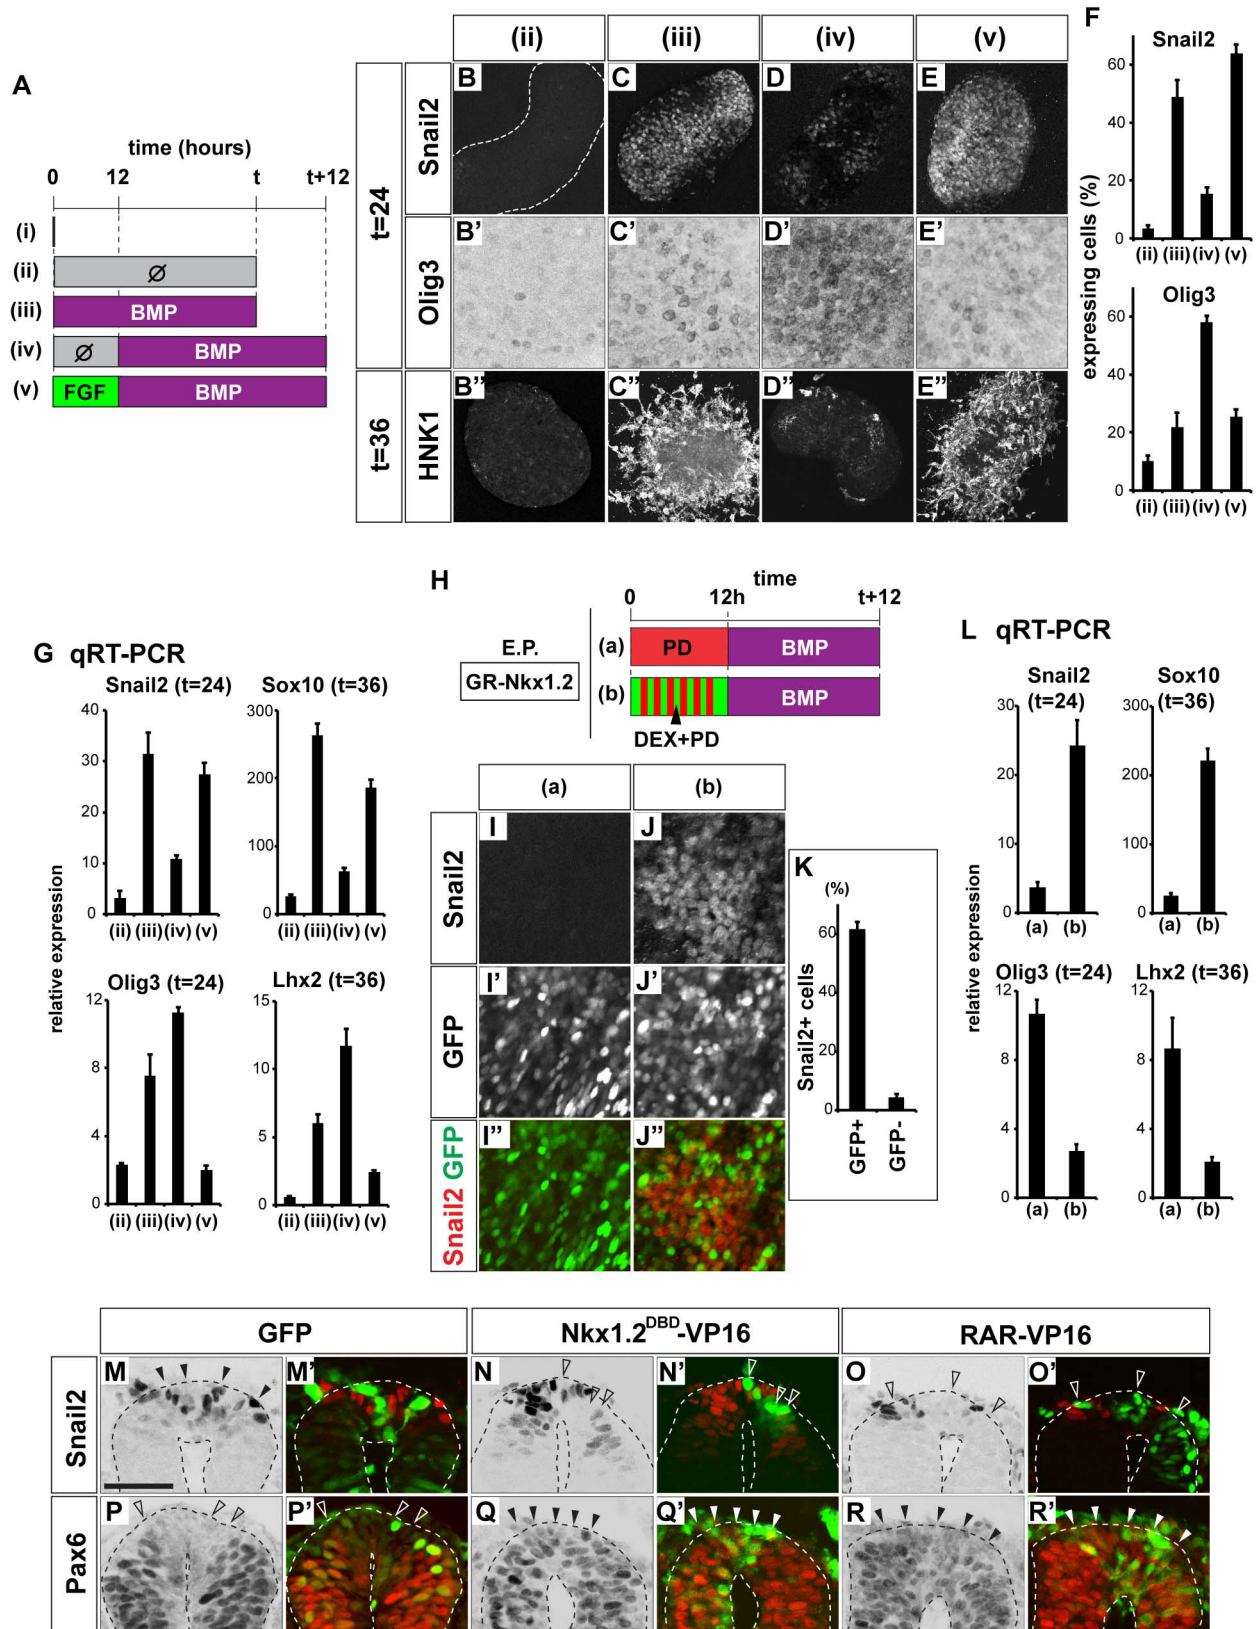 A
time (hours)
0 12 t t+12
(i)
(ii) Ø
(iii) BMP
(iv) Ø BMP
(v) FGF BMP
(ii) (iii) (iv) (v)
t=24
t=36
Snail2
Olig3
HNK1
B C D E
B' C' D' E'
B'' C'' D'' E''
F
Snail2
expressing cells (%)
60
40
20
0
(ii) (iii) (iv) (v)
Olig3
60
40
20
0
(ii) (iii) (iv) (v)
G qRT-PCR
relative expression
Snail2 (t=24)
40
30
20
10
0
(ii) (iii) (iv) (v)
Sox10 (t=36)
300
200
100
0
(ii) (iii) (iv) (v)
Olig3 (t=24)
12
8
4
0
(ii) (iii) (iv) (v)
Lhx2 (t=36)
15
10
5
0
(ii) (iii) (iv) (v)
H
time
0 12h t+12
E.P.
GR-Nkx1.2
(a) PD BMP
(b) BMP
DEX+PD
(a) (b)
Snail2
GFP
Snail2 GFP
I J
I' J'
I'' J''
K
(%)
Snail2+ cells
60
40
20
0
GFP+
GFP-
L qRT-PCR
relative expression
Snail2
(t=24)
30
20
10
0
(a) (b)
Sox10
(t=36)
300
200
100
0
(a) (b)
Olig3 (t=24)
12
8
4
0
(a) (b)
Lhx2 (t=36)
12
8
4
0
(a) (b)
GFP
Nkx1.2DBD-VP16
RAR-VP16
Snail2
M M' N N' O O'
Pax6
P P' Q Q' R R'